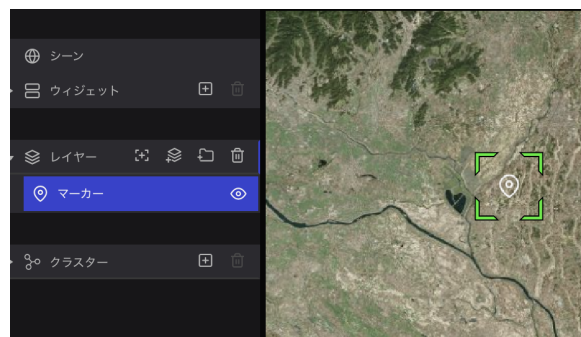 シーン
ウィジェット
レイヤー
マーカー
クラスター